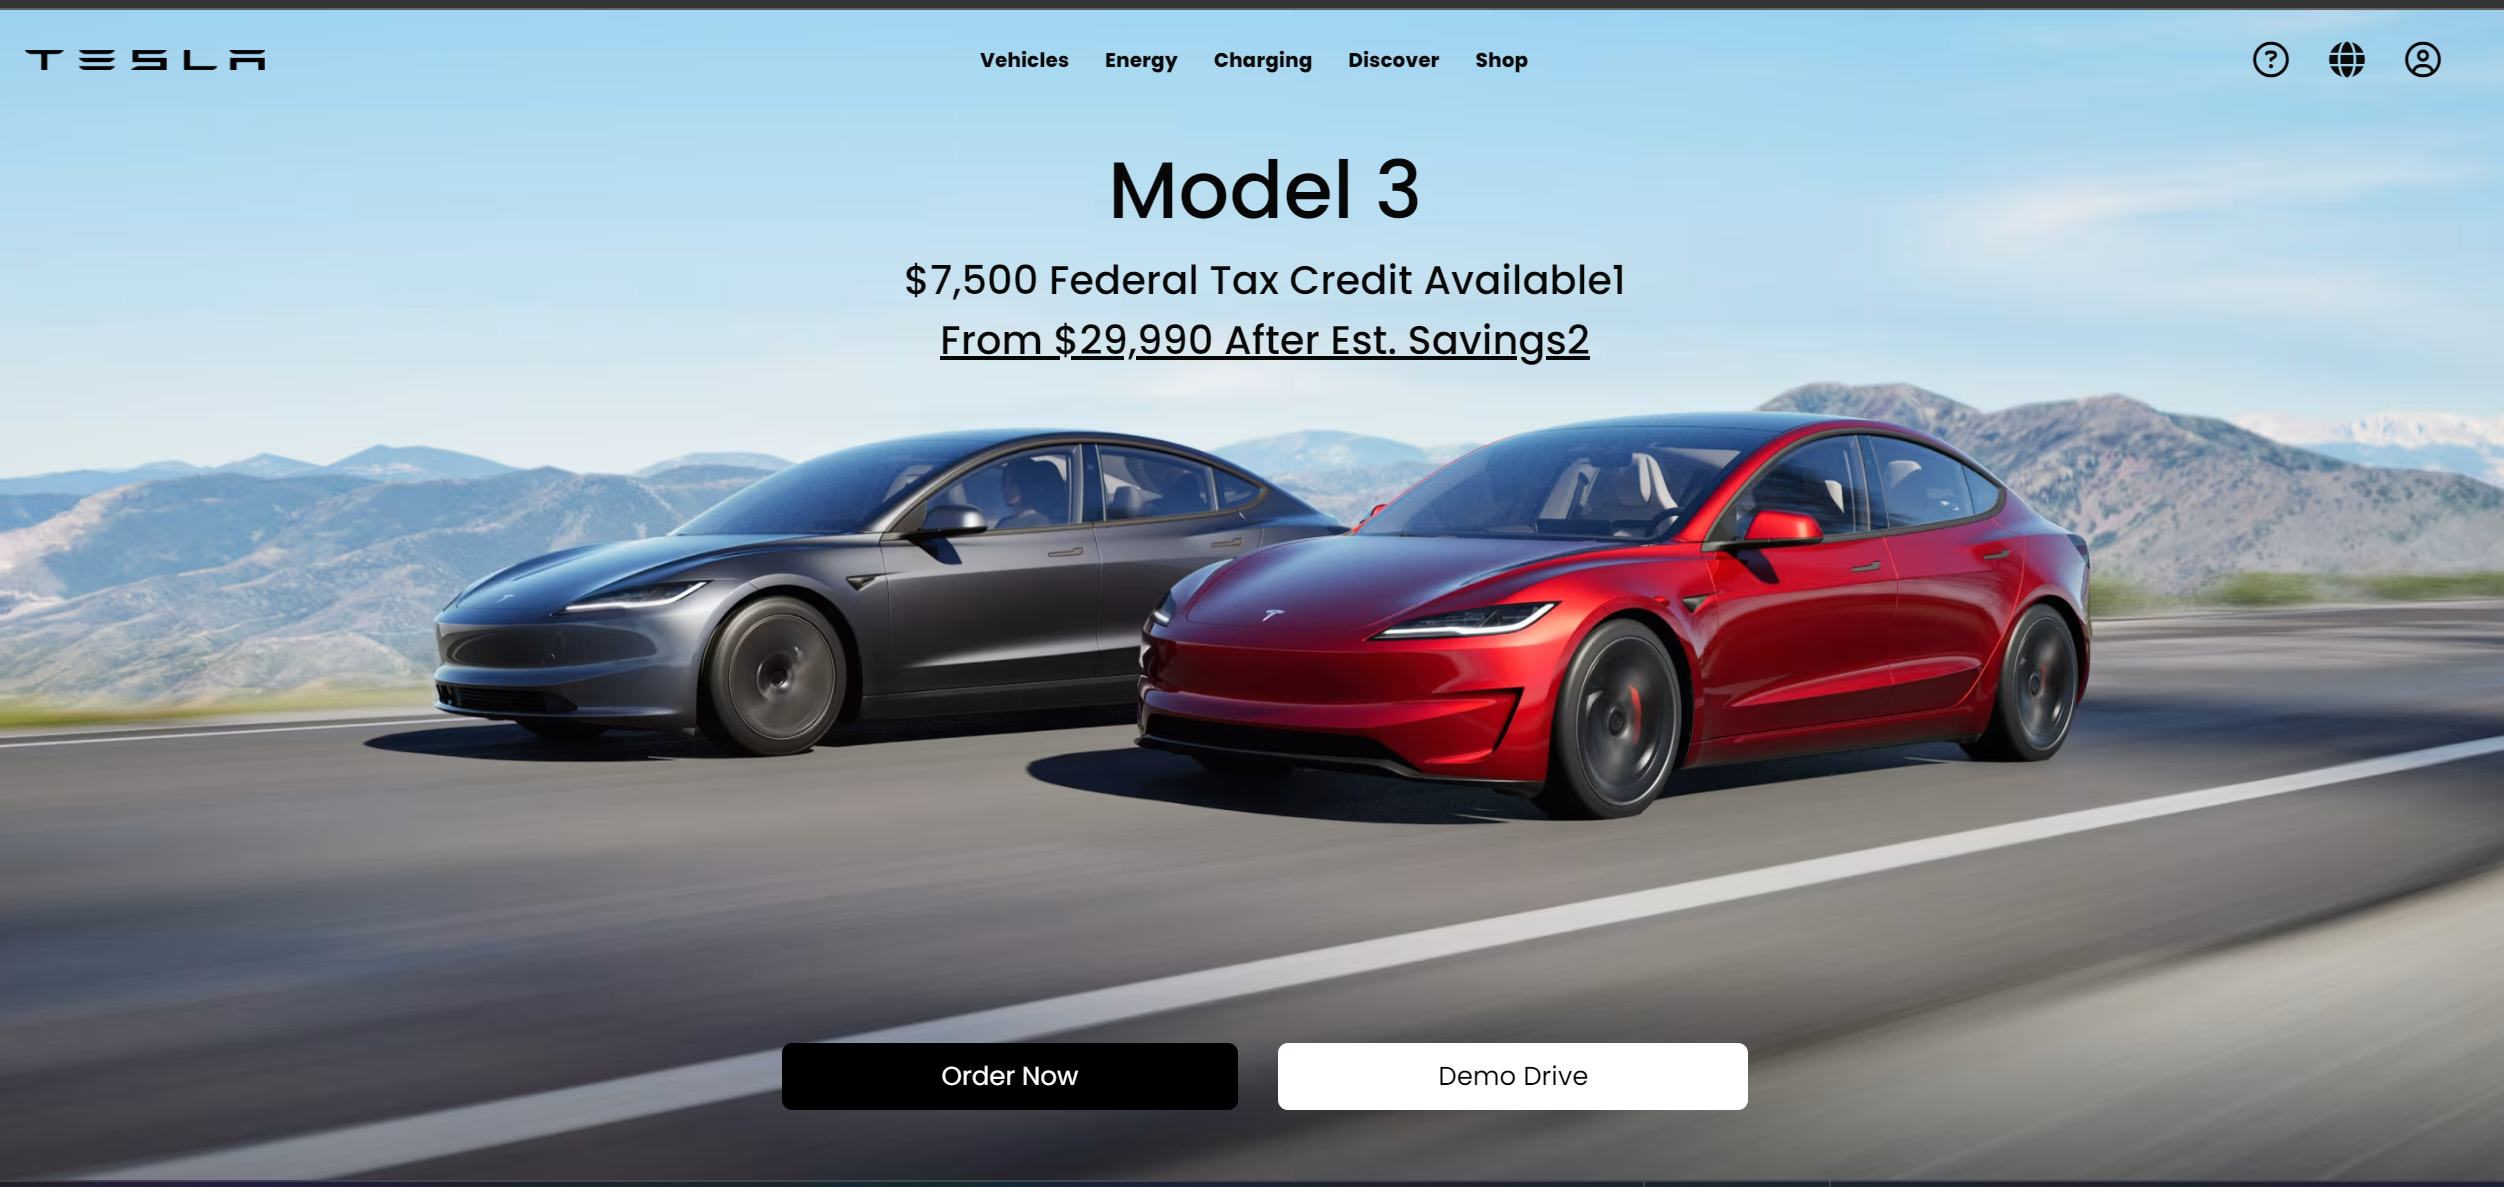 TESLA
Vehicles Energy Charging Discover Shop
Model 3
$7,500 Federal Tax Credit Available1
From $29,990 After Est. Savings2
Order Now
Demo Drive